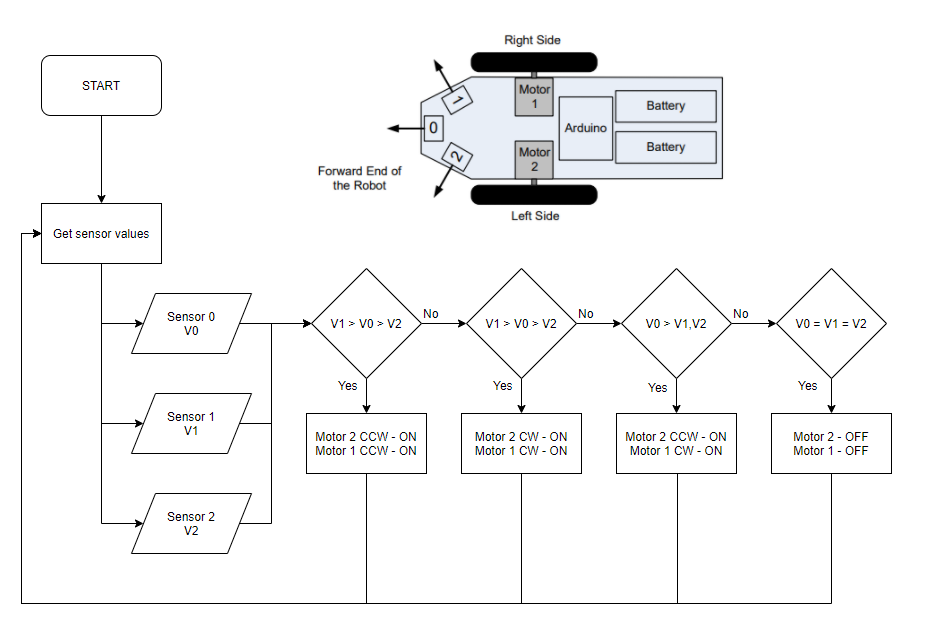 Right Side
START
Motor
1
Battery
1
0
Arduino
2
Motor
2
Battery
Forward End of
the Robot
Left Side
Get sensor values
Sensor 0
V0
V1 > V0 > V2
No
V1 > V0 > V2
No
V0 > V1,V2
No
V0 = V1 = V2
Yes
Yes
Yes
Yes
Sensor 1
V1
Motor 2 CCW - ON
Motor 1 CCW - ON
Motor 2 CW - ON
Motor 1 CW - ON
Motor 2 CCW - ON
Motor 1 CW - ON
Motor 2 - OFF
Motor 1 - OFF
Sensor 2
V2